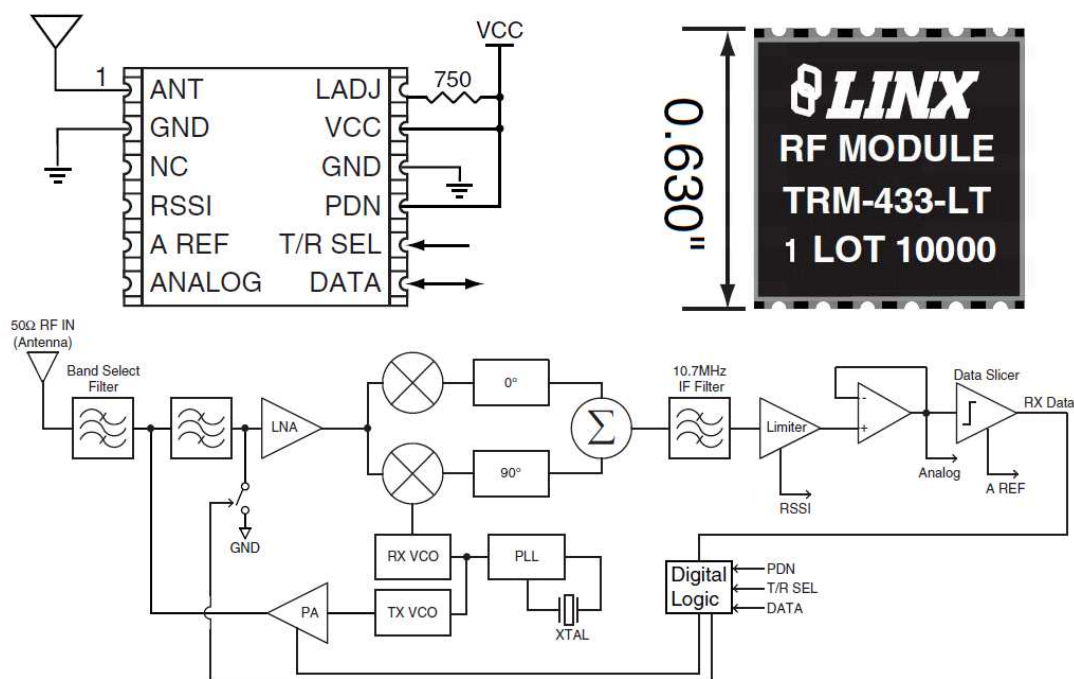 VCC
1
ANT
LADJ
750
GND
VCC
NC
GND
RSSI
PDN
A REF
T/R SEL
ANALOG
DATA
0.630"
LINX
RF MODULE
TRM-433-LT
1 LOT 10000
50Ω RF IN
(Antenna)
Band Select
Filter
LNA
0°
90°
Σ
10.7MHz
IF Filter
Limiter
RSSI
-
+
Analog
Data Slicer
RX Data
A REF
GND
RX VCO
PLL
TX VCO
XTAL
PA
Digital
Logic
PDN
T/R SEL
DATA